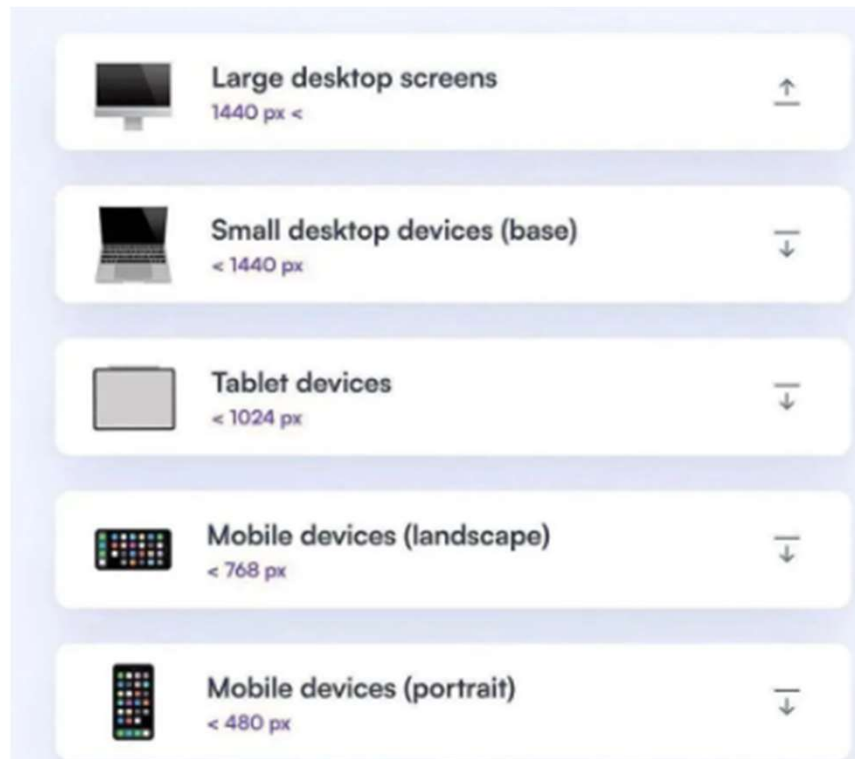 Large desktop screens
1440 px <
Small desktop devices (base)
< 1440 px
Tablet devices
< 1024 px
Mobile devices (landscape)
< 768 px
Mobile devices (portrait)
< 480 px